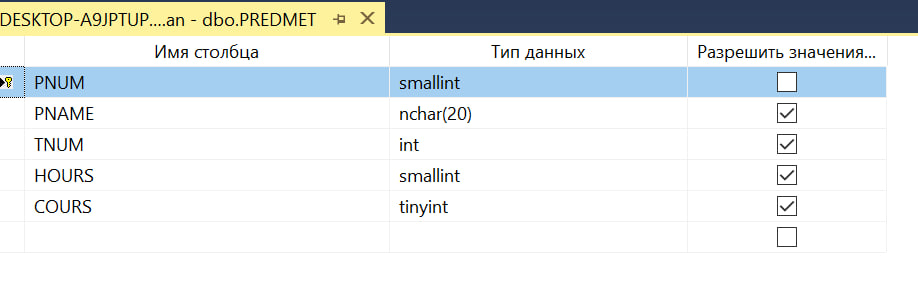 DESKTOP-A9JPTUP....an - dbo.PREDMET
Имя столбца Тип данных Разрешить значения...
PNUM smallint
PNAME nchar(20)
TNUM int
HOURS smallint
COURS tinyint